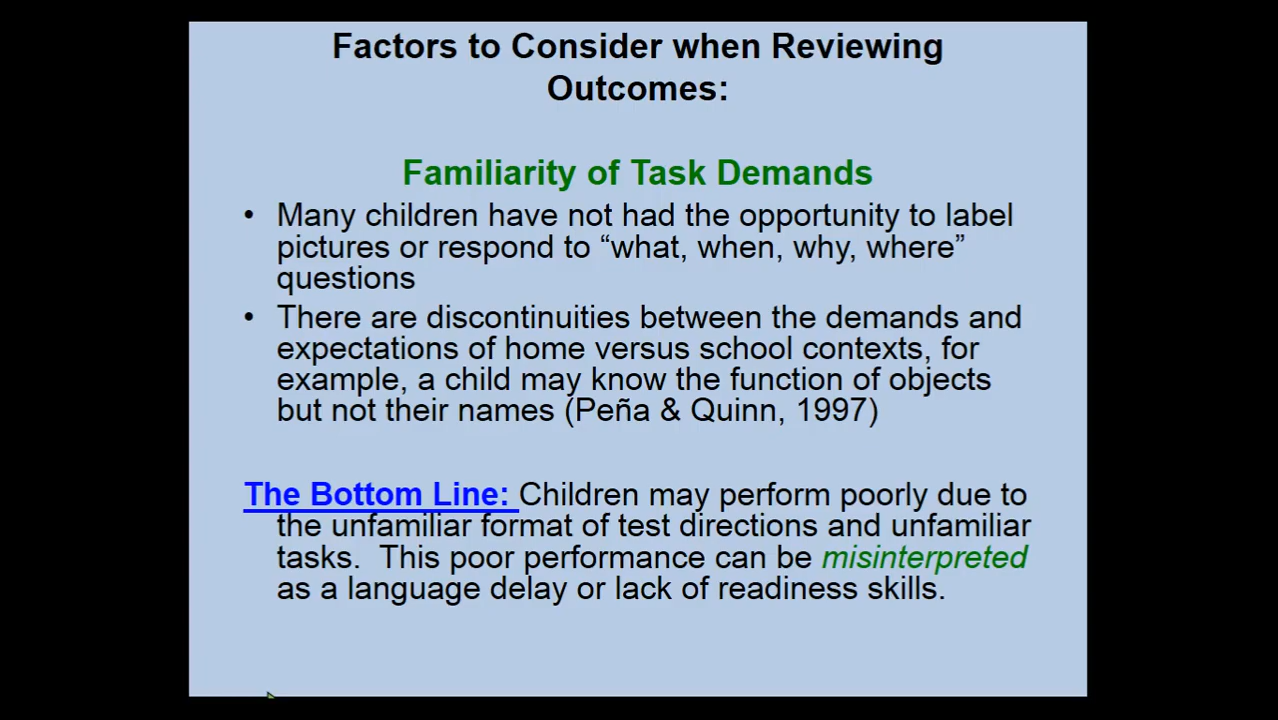 Factors to Consider when Reviewing
Outcomes:
Familiarity of Task Demands
• Many children have not had the opportunity to label
pictures or respond to “what, when, why, where”
questions
• There are discontinuities between the demands and
expectations of home versus school contexts, for
example, a child may know the function of objects
but not their names (Peña & Quinn, 1997)
The Bottom Line: Children may perform poorly due to
the unfamiliar format of test directions and unfamiliar
tasks.  This poor performance can be misinterpreted
as a language delay or lack of readiness skills.